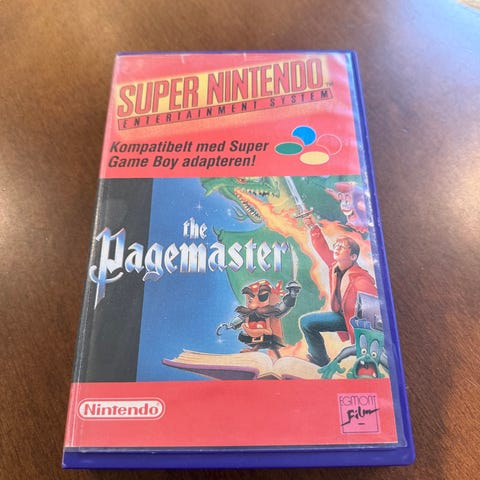 SUPER NINTENDO
ENTERTAINMENT SYSTEM
Kompatibelt med Super
Game Boy adapteren!
the
Pagemaster
Nintendo
EGMONT
Film